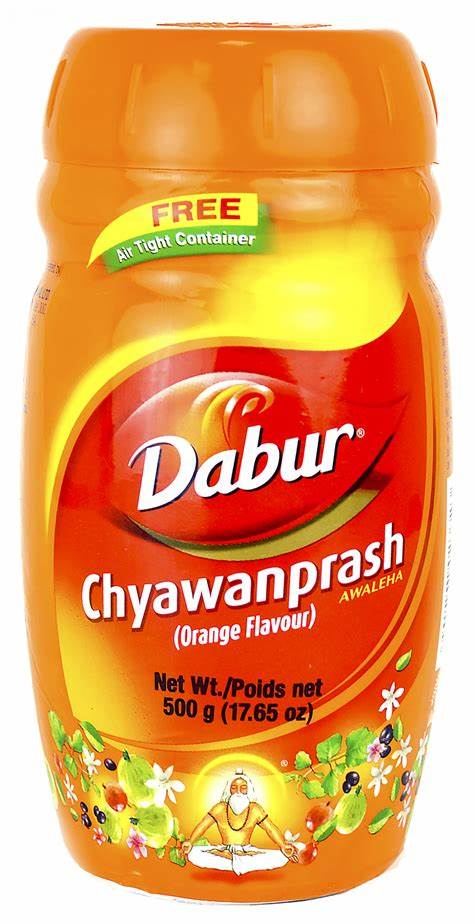 FREE
Air Tight Container
Dabur®
Chyawanprash
AWALEHA
(Orange Flavour)
Net Wt./Poids net
500 g (17.65 oz)
®